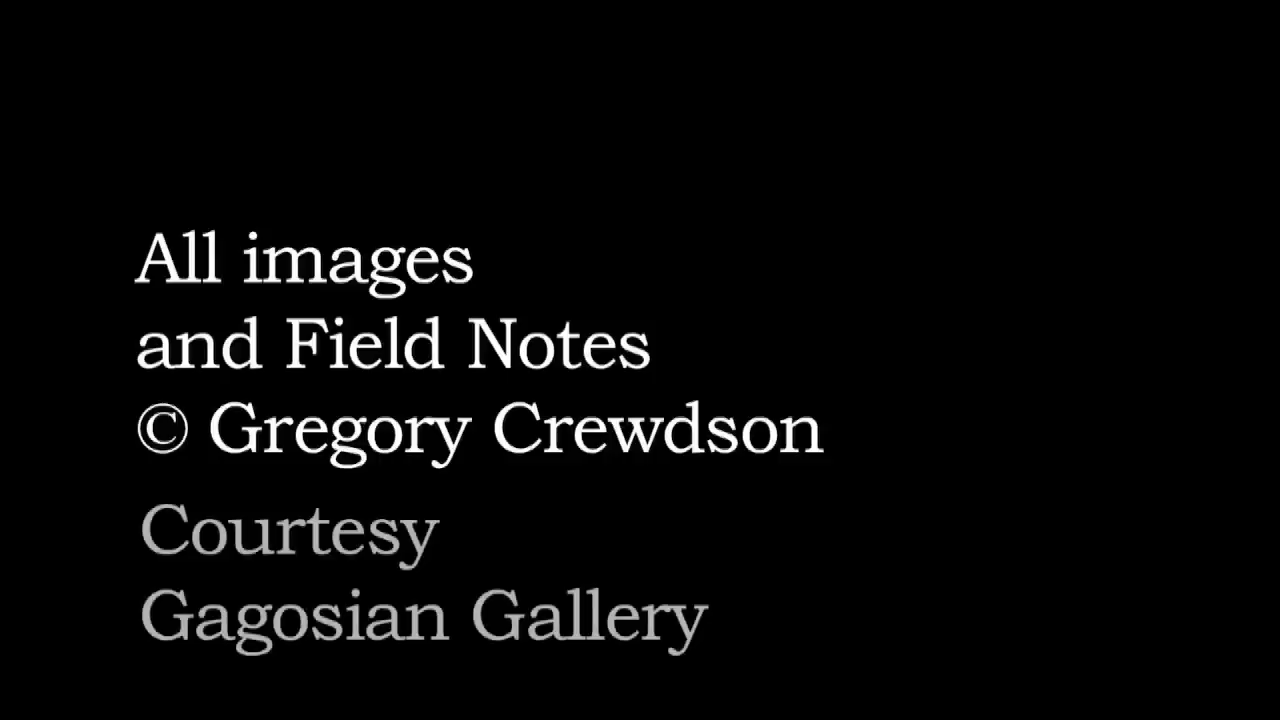 All images
and Field Notes
© Gregory Crewdson
Courtesy
Gagosian Gallery